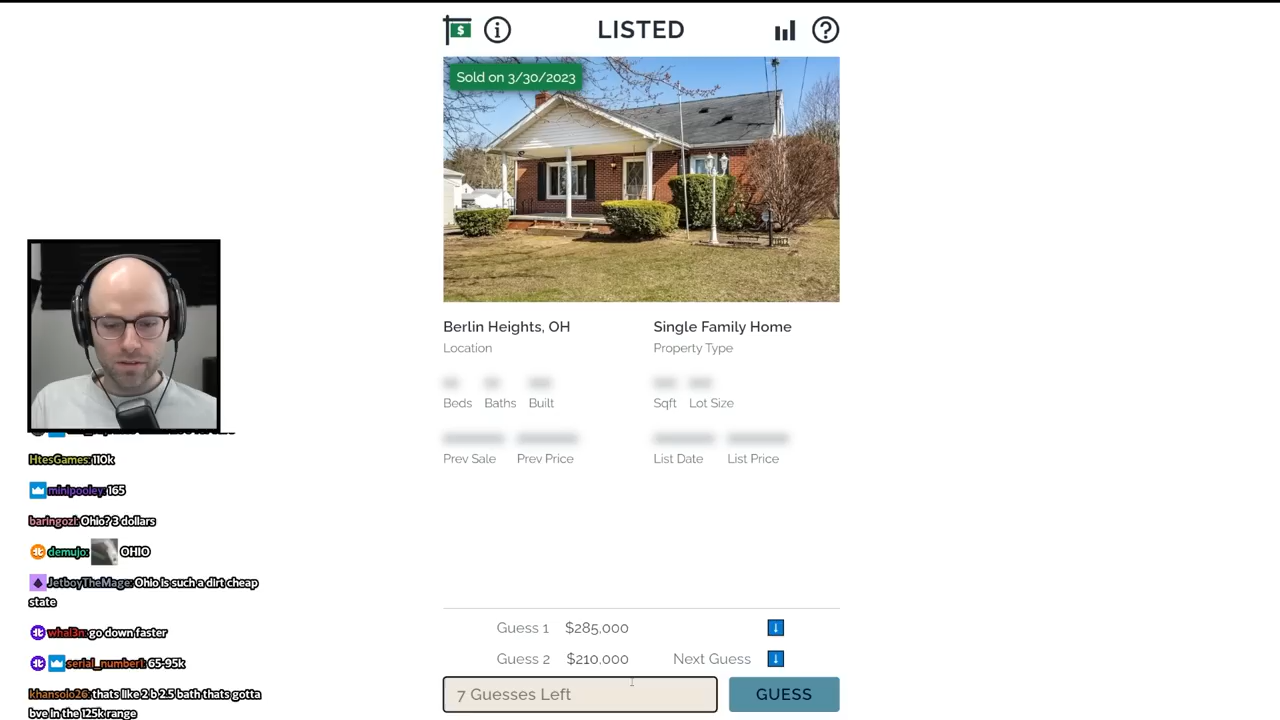 LISTED
Sold on 3/30/2023
Berlin Heights, OH
Location
Single Family Home
Property Type
Beds Baths Built
Sqft Lot Size
Prev Sale Prev Price
List Date List Price
Guess 1 $285,000
Guess 2 $210,000 Next Guess
7 Guesses Left
GUESS
HtesGames: 110k
minipooley: 165
baringozi: Ohio? 3 dollars
demujo: OHIO
JetboyTheMage: Ohio is such a dirt cheap
state
whal3n: go down faster
serial_number1: 65-95k
khansolo26: thats like 2 b 2.5 bath thats gotta
bve in the 125k range